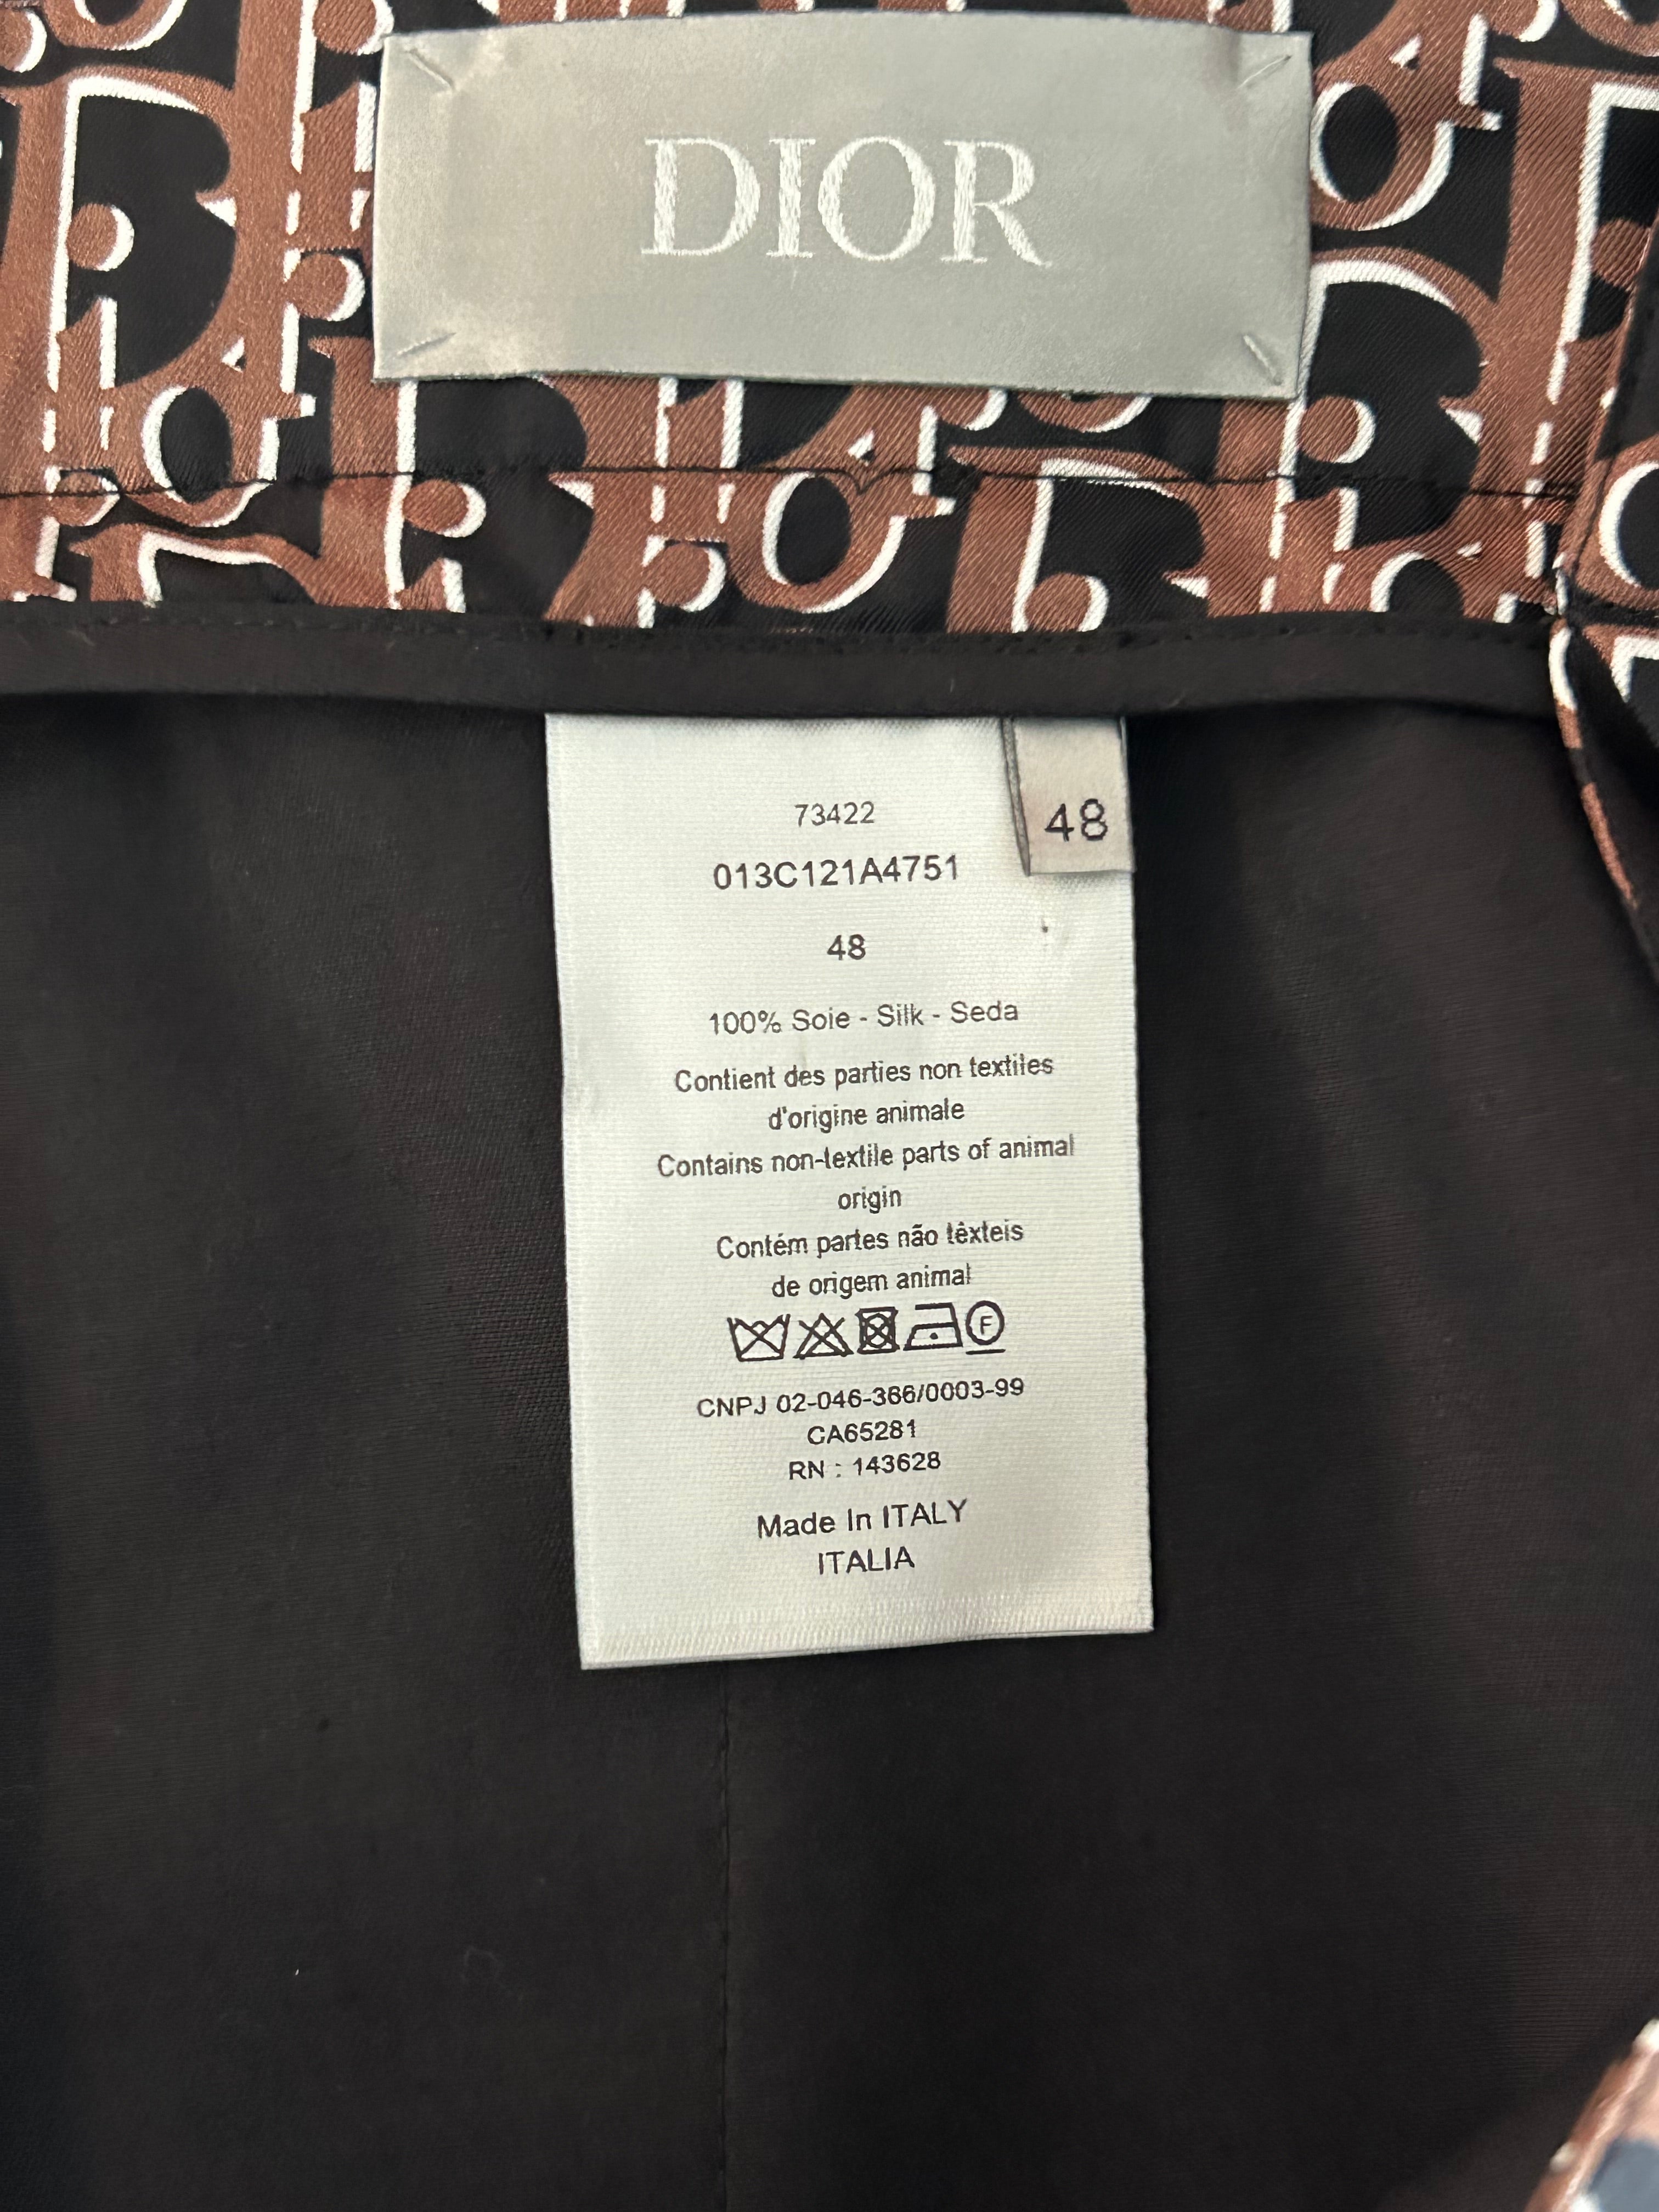 DIOR
73422
48
013C121A4751
48
100% Soie - Silk - Seda
Contient des parties non textiles
d'origine animale
Contains non-textile parts of animal
origin
Contém partes não têxteis
de origem animal
F
CNPJ 02-046-366/0003-99
CA65281
RN : 143628
Made In ITALY
ITALIA